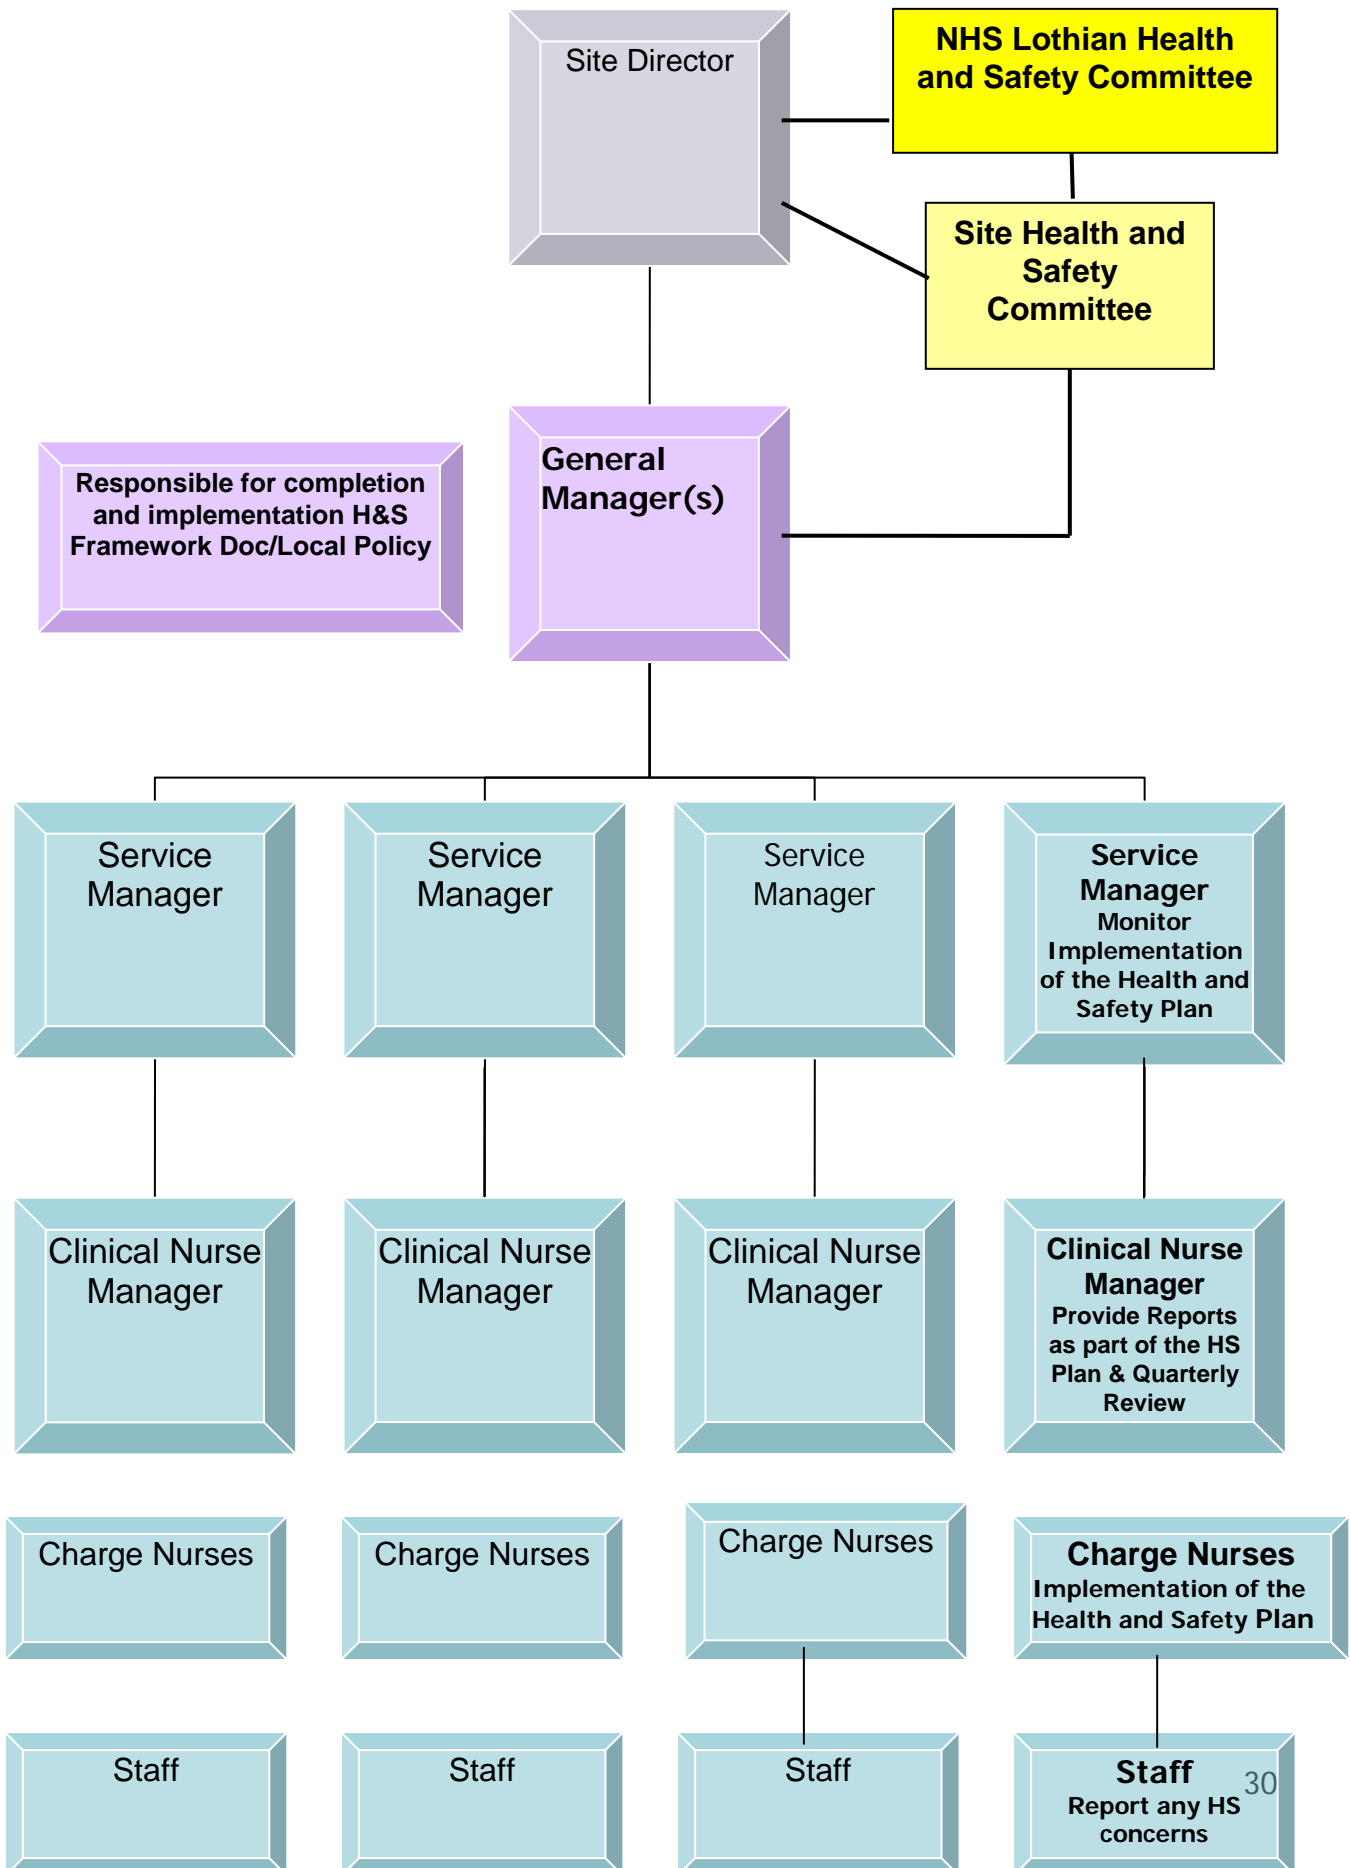 Site Director
NHS Lothian Health
and Safety Committee
Site Health and
Safety
Committee
Responsible for completion
and implementation H&S
Framework Doc/Local Policy
General
Manager(s)
Service
Manager
Service
Manager
Service
Manager
Service
Manager
Monitor
Implementation
of the Health and
Safety Plan
Clinical Nurse
Manager
Clinical Nurse
Manager
Clinical Nurse
Manager
Clinical Nurse
Manager
Provide Reports
as part of the HS
Plan & Quarterly
Review
Charge Nurses
Charge Nurses
Charge Nurses
Charge Nurses
Implementation of the
Health and Safety Plan
Staff
Staff
Staff
Staff
Report any HS
concerns
30